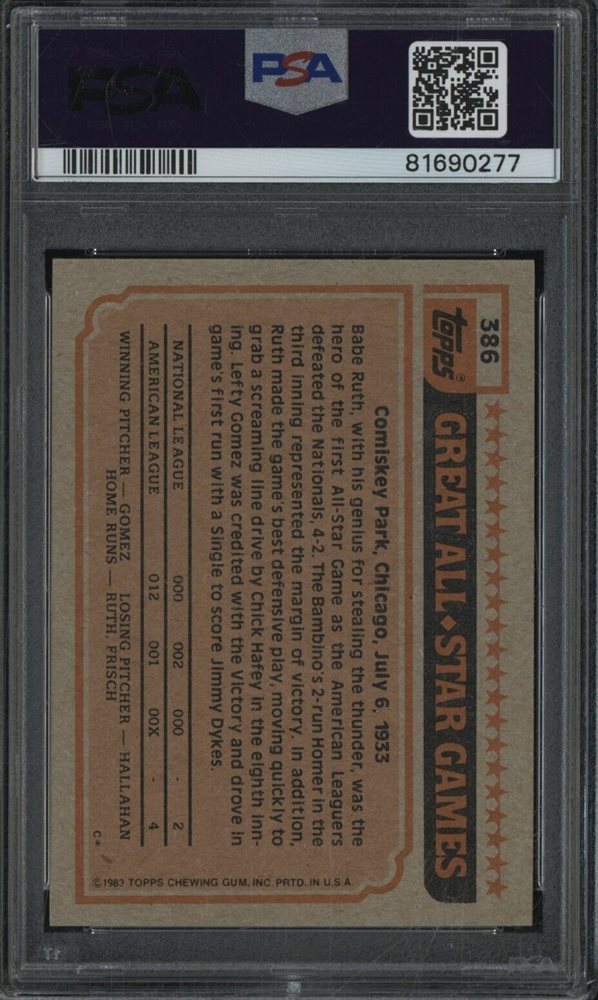 PSA
PSA
81690277
386
topps®
GREAT ALL•STAR GAMES
Comiskey Park, Chicago, July 6, 1933
Babe Ruth, with his genius for stealing the thunder, was the
hero of the first All-Star Game as the American Leaguers
defeated the Nationals, 4-2. The Bambino's 2-run Homer in the
third inning represented the margin of victory. In addition,
Ruth made the game's best defensive play, moving quickly to
grab a screaming line drive by Chick Hafey in the eighth inn-
ing. Lefty Gomez was credited with the Victory and drove in
game's first run with a Single to score Jimmy Dykes.
NATIONAL LEAGUE 000 002 000 - 2
AMERICAN LEAGUE 012 001 00X - 4
WINNING PITCHER — GOMEZ LOSING PITCHER — HALLAHAN
HOME RUNS — RUTH, FRISCH
C*
©1983 TOPPS CHEWING GUM, INC. PRTD. IN U.S.A.
PSA